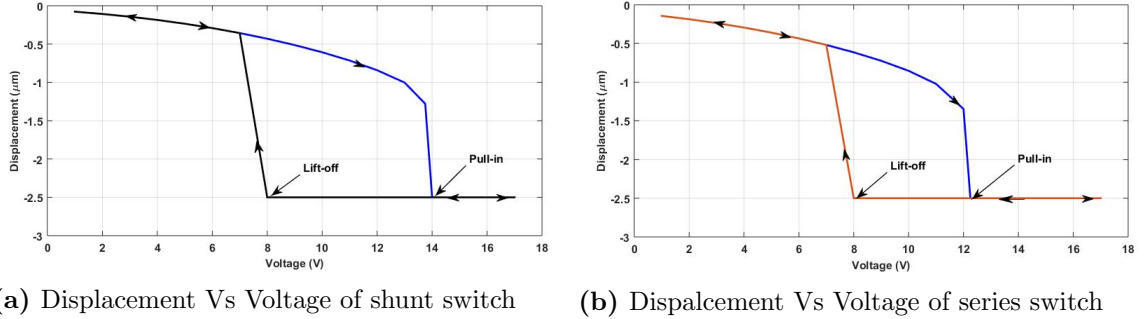 0
-0.5
-1
-1.5
-2
-2.5
-3
0 2 4 6 8 10 12 14 16 18
Displacement (μm)
Voltage (V)
Lift-off
Pull-in
(a) Displacement Vs Voltage of shunt switch
0
-0.5
-1
-1.5
-2
-2.5
-3
0 2 4 6 8 10 12 14 16 18
Displacement (μm)
Voltage (V)
Lift-off
Pull-in
(b) Dispalcement Vs Voltage of series switch